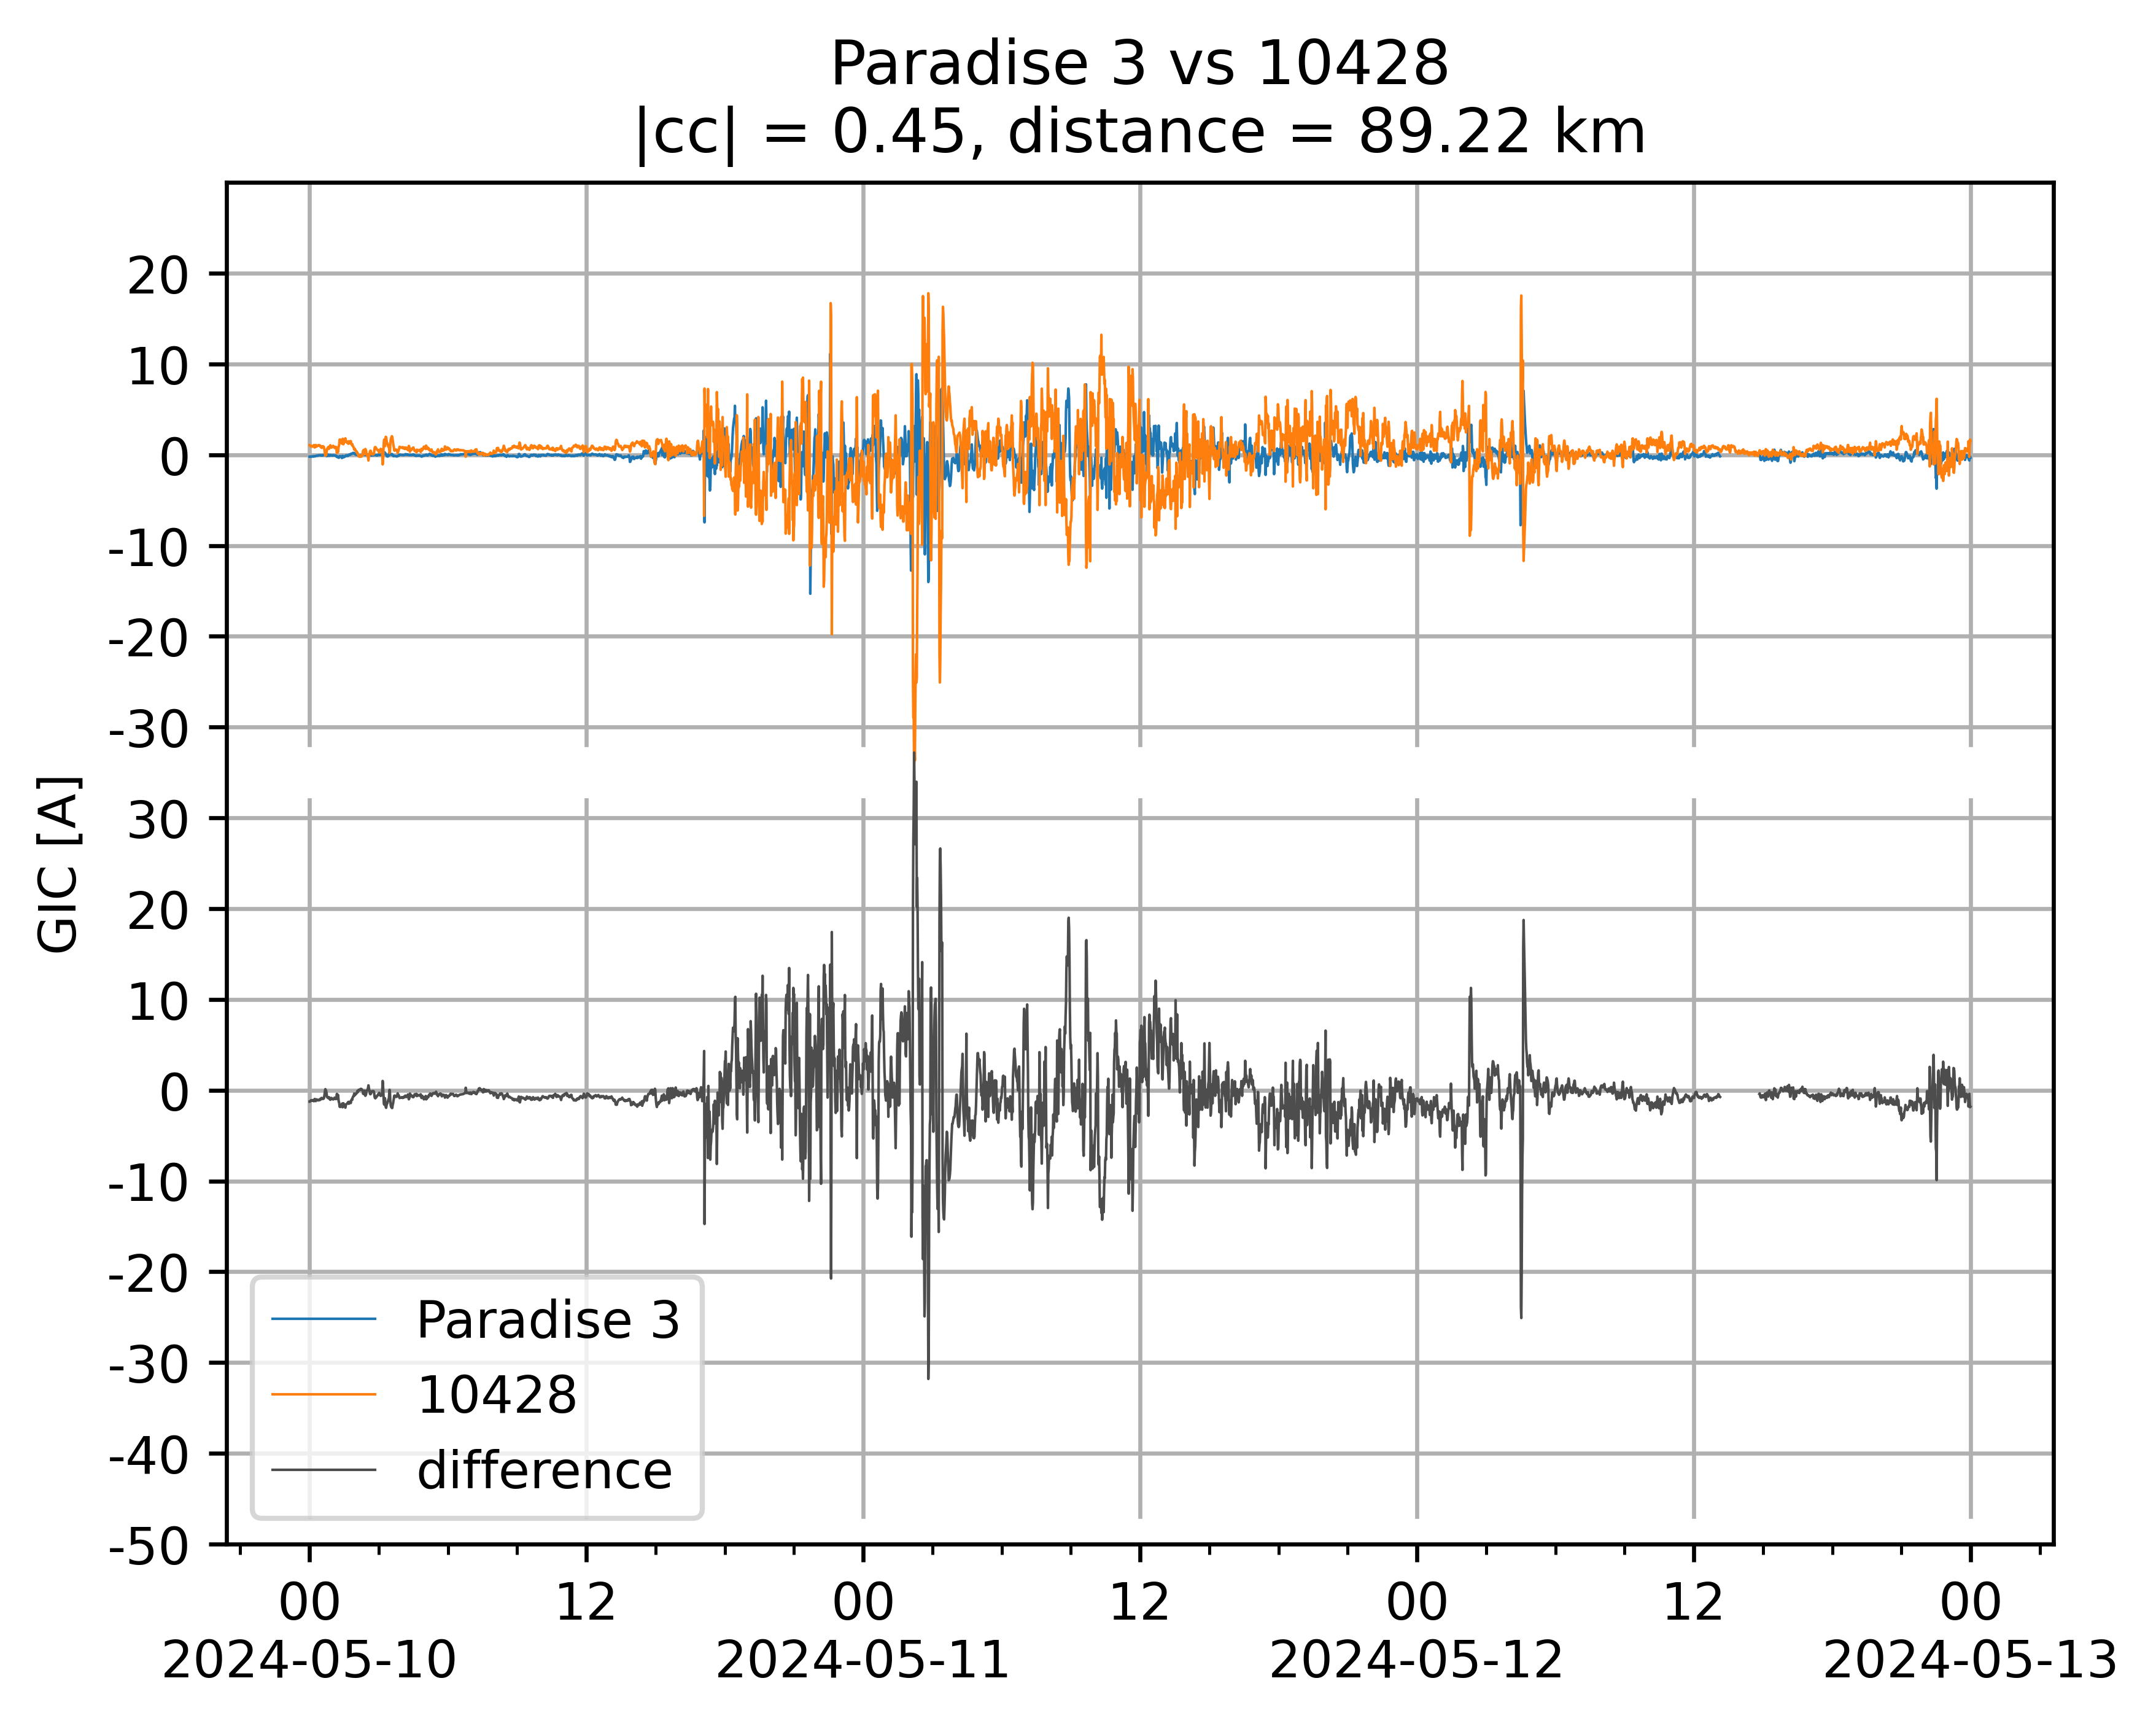 Paradise 3 vs 10428
|cc| = 0.45, distance = 89.22 km
GIC [A]
20
10
0
-10
-20
-30
30
20
10
0
-10
-20
-30
-40
-50
Paradise 3
10428
difference
00 12 00 12 00 12 00
2024-05-10 2024-05-11 2024-05-12 2024-05-13